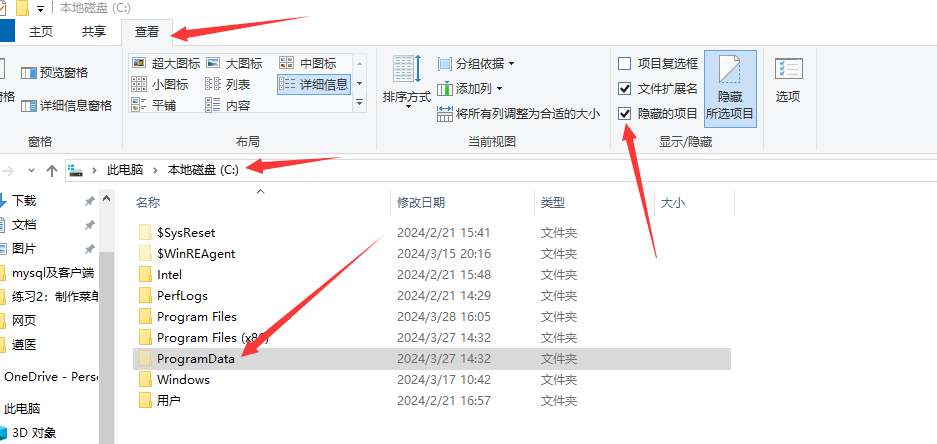 本地磁盘 (C:)
主页 共享 查看
预览窗格
窗格
详细信息窗格
窗格
超大图标 大图标 中图标
小图标 列表 详细信息
平铺 内容
布局
排序方式
分组依据
添加列
将所有列调整为合适的大小
当前视图
项目复选框
文件扩展名
隐藏的项目
隐藏
所选项目
显示/隐藏
选项
此电脑 本地磁盘 (C:)
下载
文档
图片
mysql及客户端
练习2：制作菜单
网页
遵医
OneDrive - Pers
此电脑
3D 对象
名称 修改日期 类型 大小
$SysReset 2024/2/21 15:41 文件夹
$WinREAgent 2024/3/15 20:16 文件夹
Intel 2024/2/21 15:48 文件夹
PerfLogs 2024/2/21 14:29 文件夹
Program Files 2024/3/28 16:05 文件夹
Program Files (x86) 2024/3/27 14:32 文件夹
ProgramData 2024/3/27 14:32 文件夹
Windows 2024/3/17 10:42 文件夹
用户 2024/2/21 16:57 文件夹